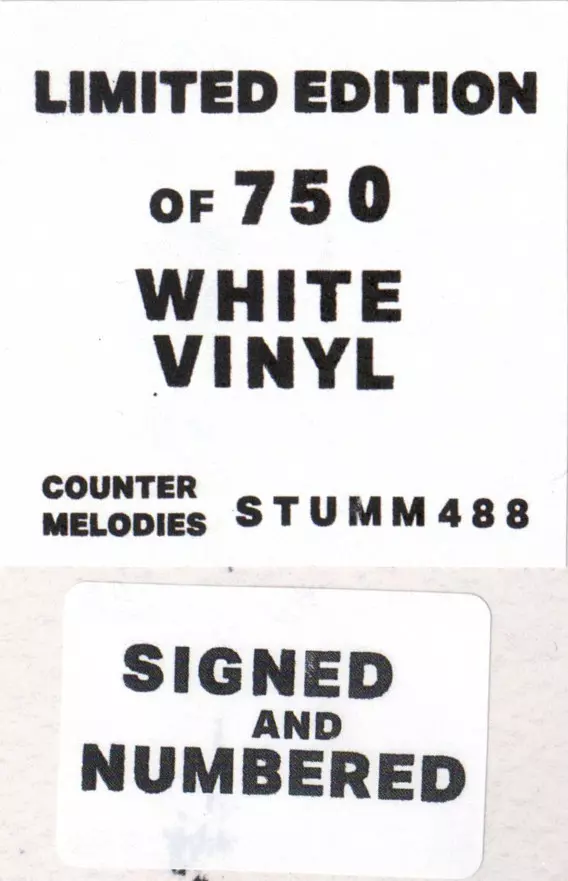 LIMITED EDITION
OF 750
WHITE
VINYL
COUNTER
MELODIES
STUMM488
SIGNED
AND
NUMBERED